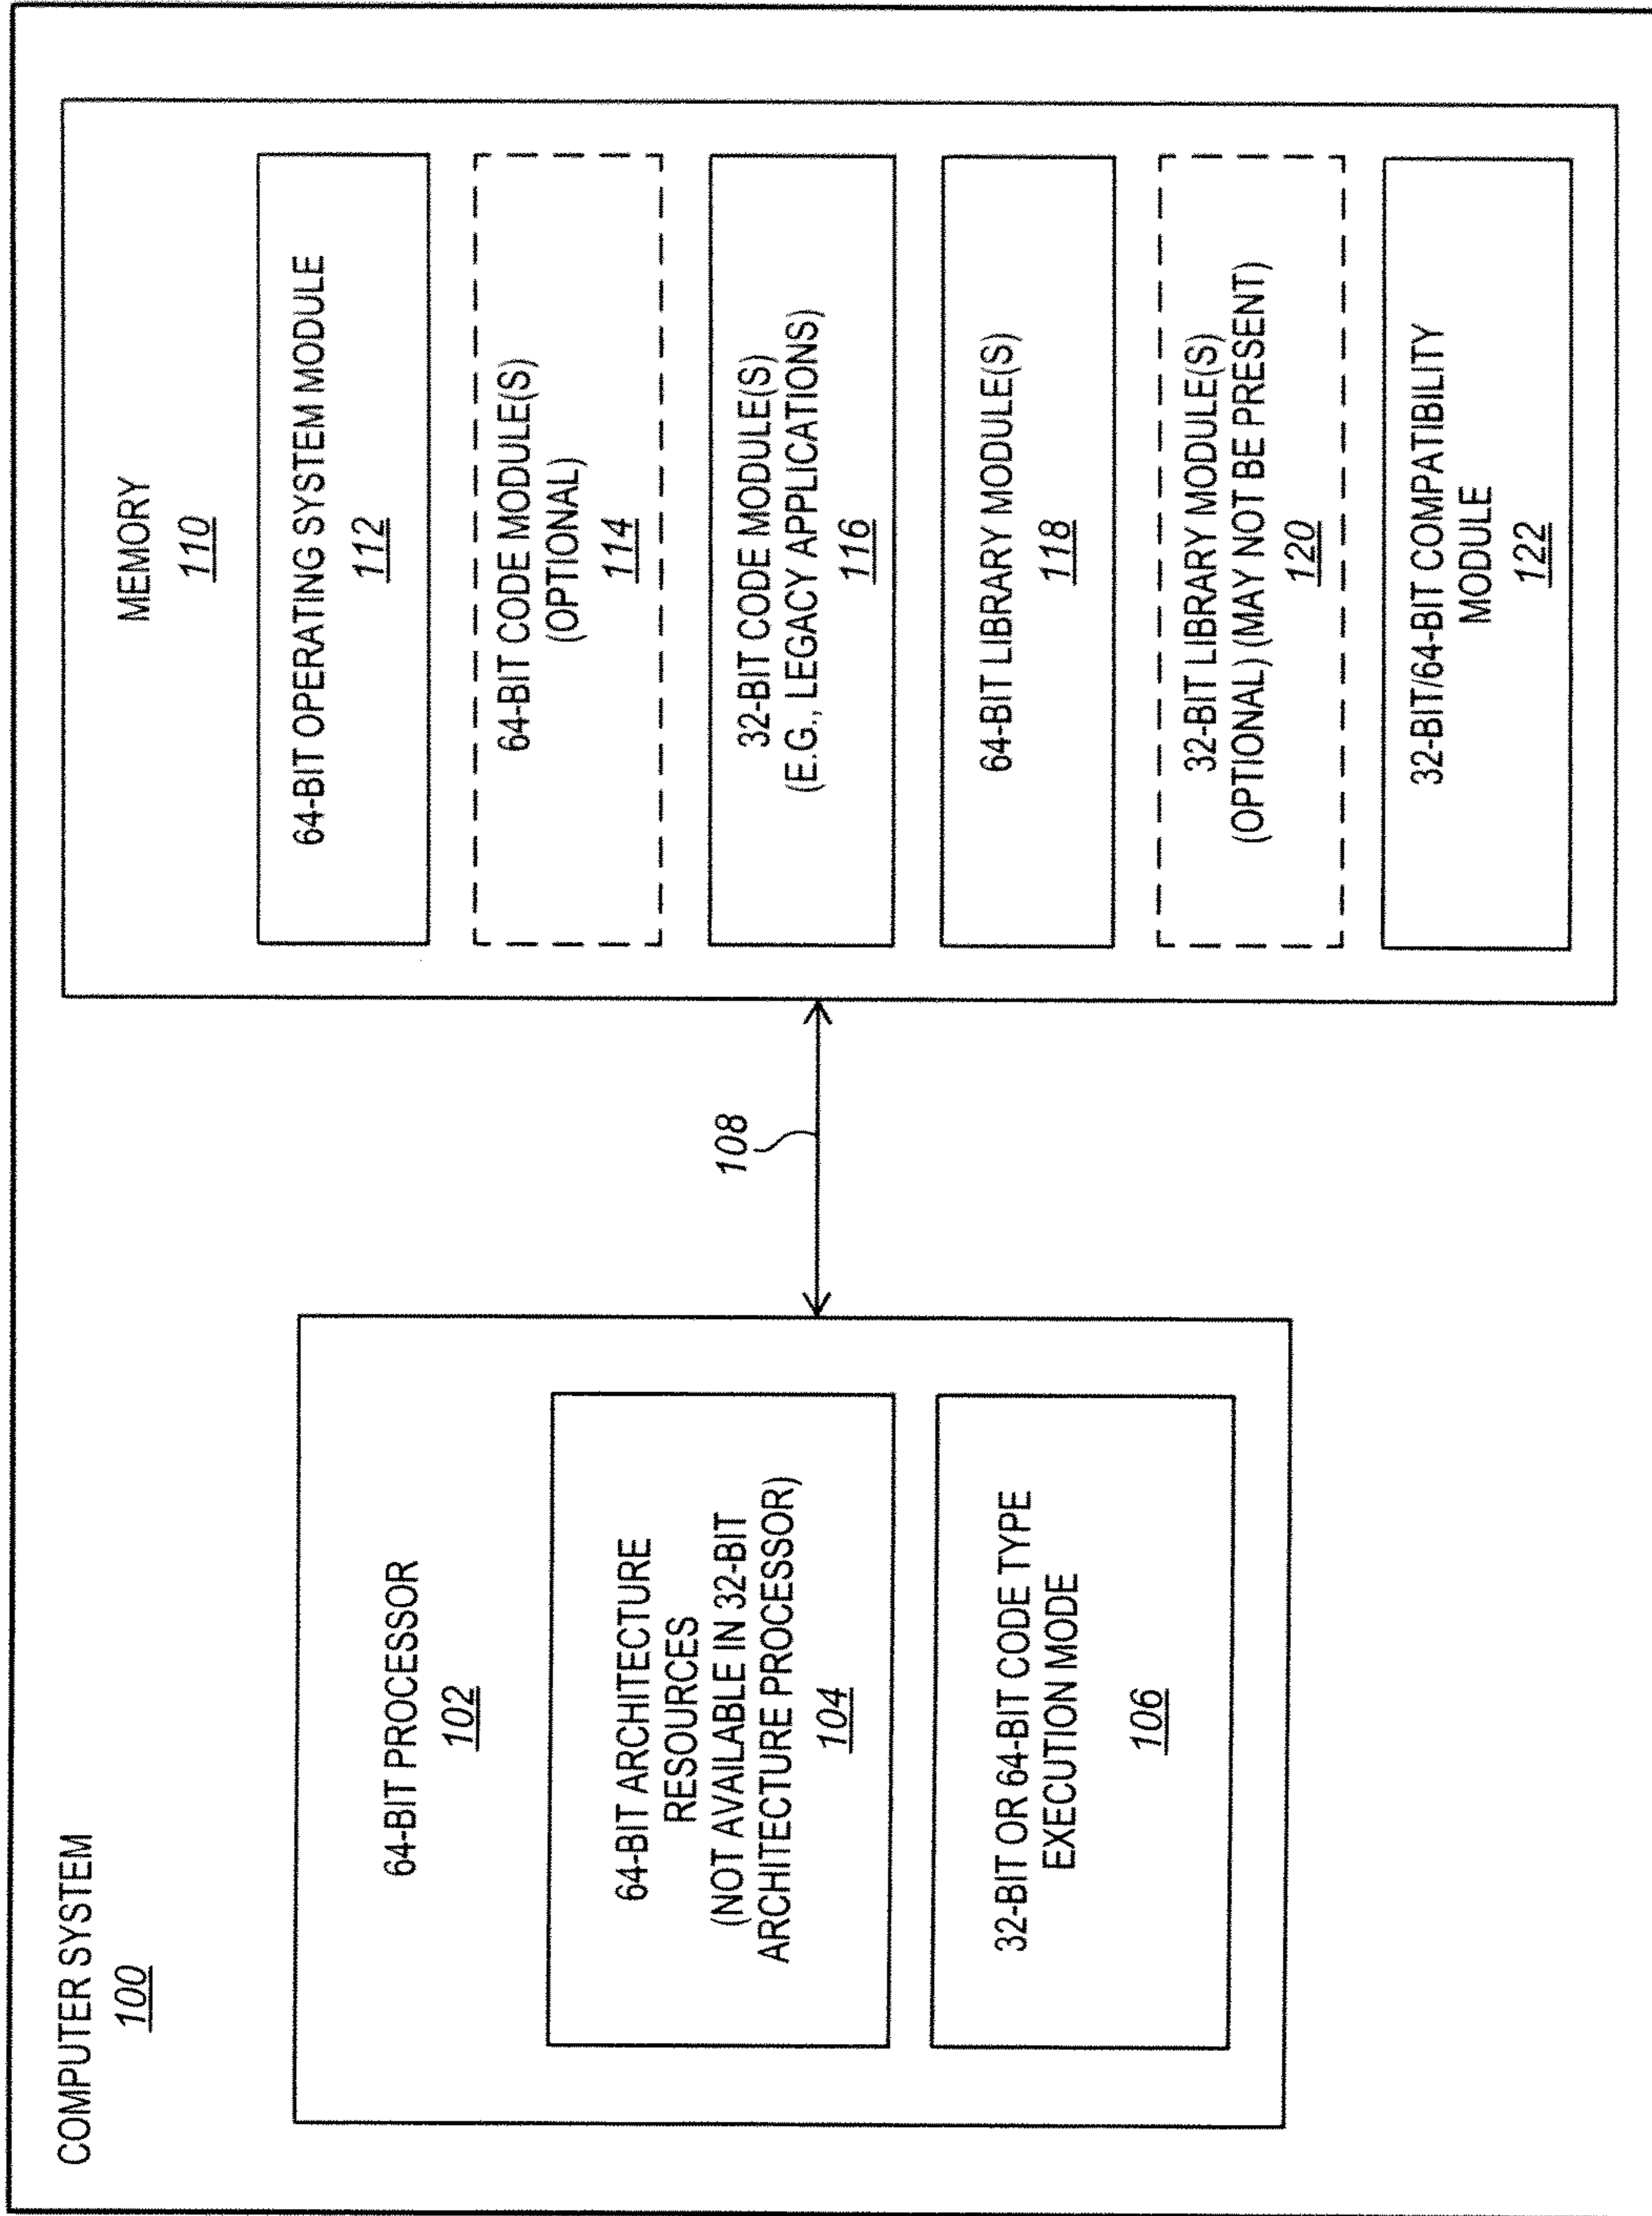 COMPUTER SYSTEM
100
64-BIT PROCESSOR
102
64-BIT ARCHITECTURE
RESOURCES
(NOT AVAILABLE IN 32-BIT
ARCHITECTURE PROCESSOR)
104
32-BIT OR 64-BIT CODE TYPE
EXECUTION MODE
106
108
MEMORY
110
64-BIT OPERATING SYSTEM MODULE
112
64-BIT CODE MODULE(S)
(OPTIONAL)
114
32-BIT CODE MODULE(S)
(E.G., LEGACY APPLICATIONS)
116
64-BIT LIBRARY MODULE(S)
118
32-BIT LIBRARY MODULE(S)
(OPTIONAL) (MAY NOT BE PRESENT)
120
32-BIT/64-BIT COMPATIBILITY
MODULE
122